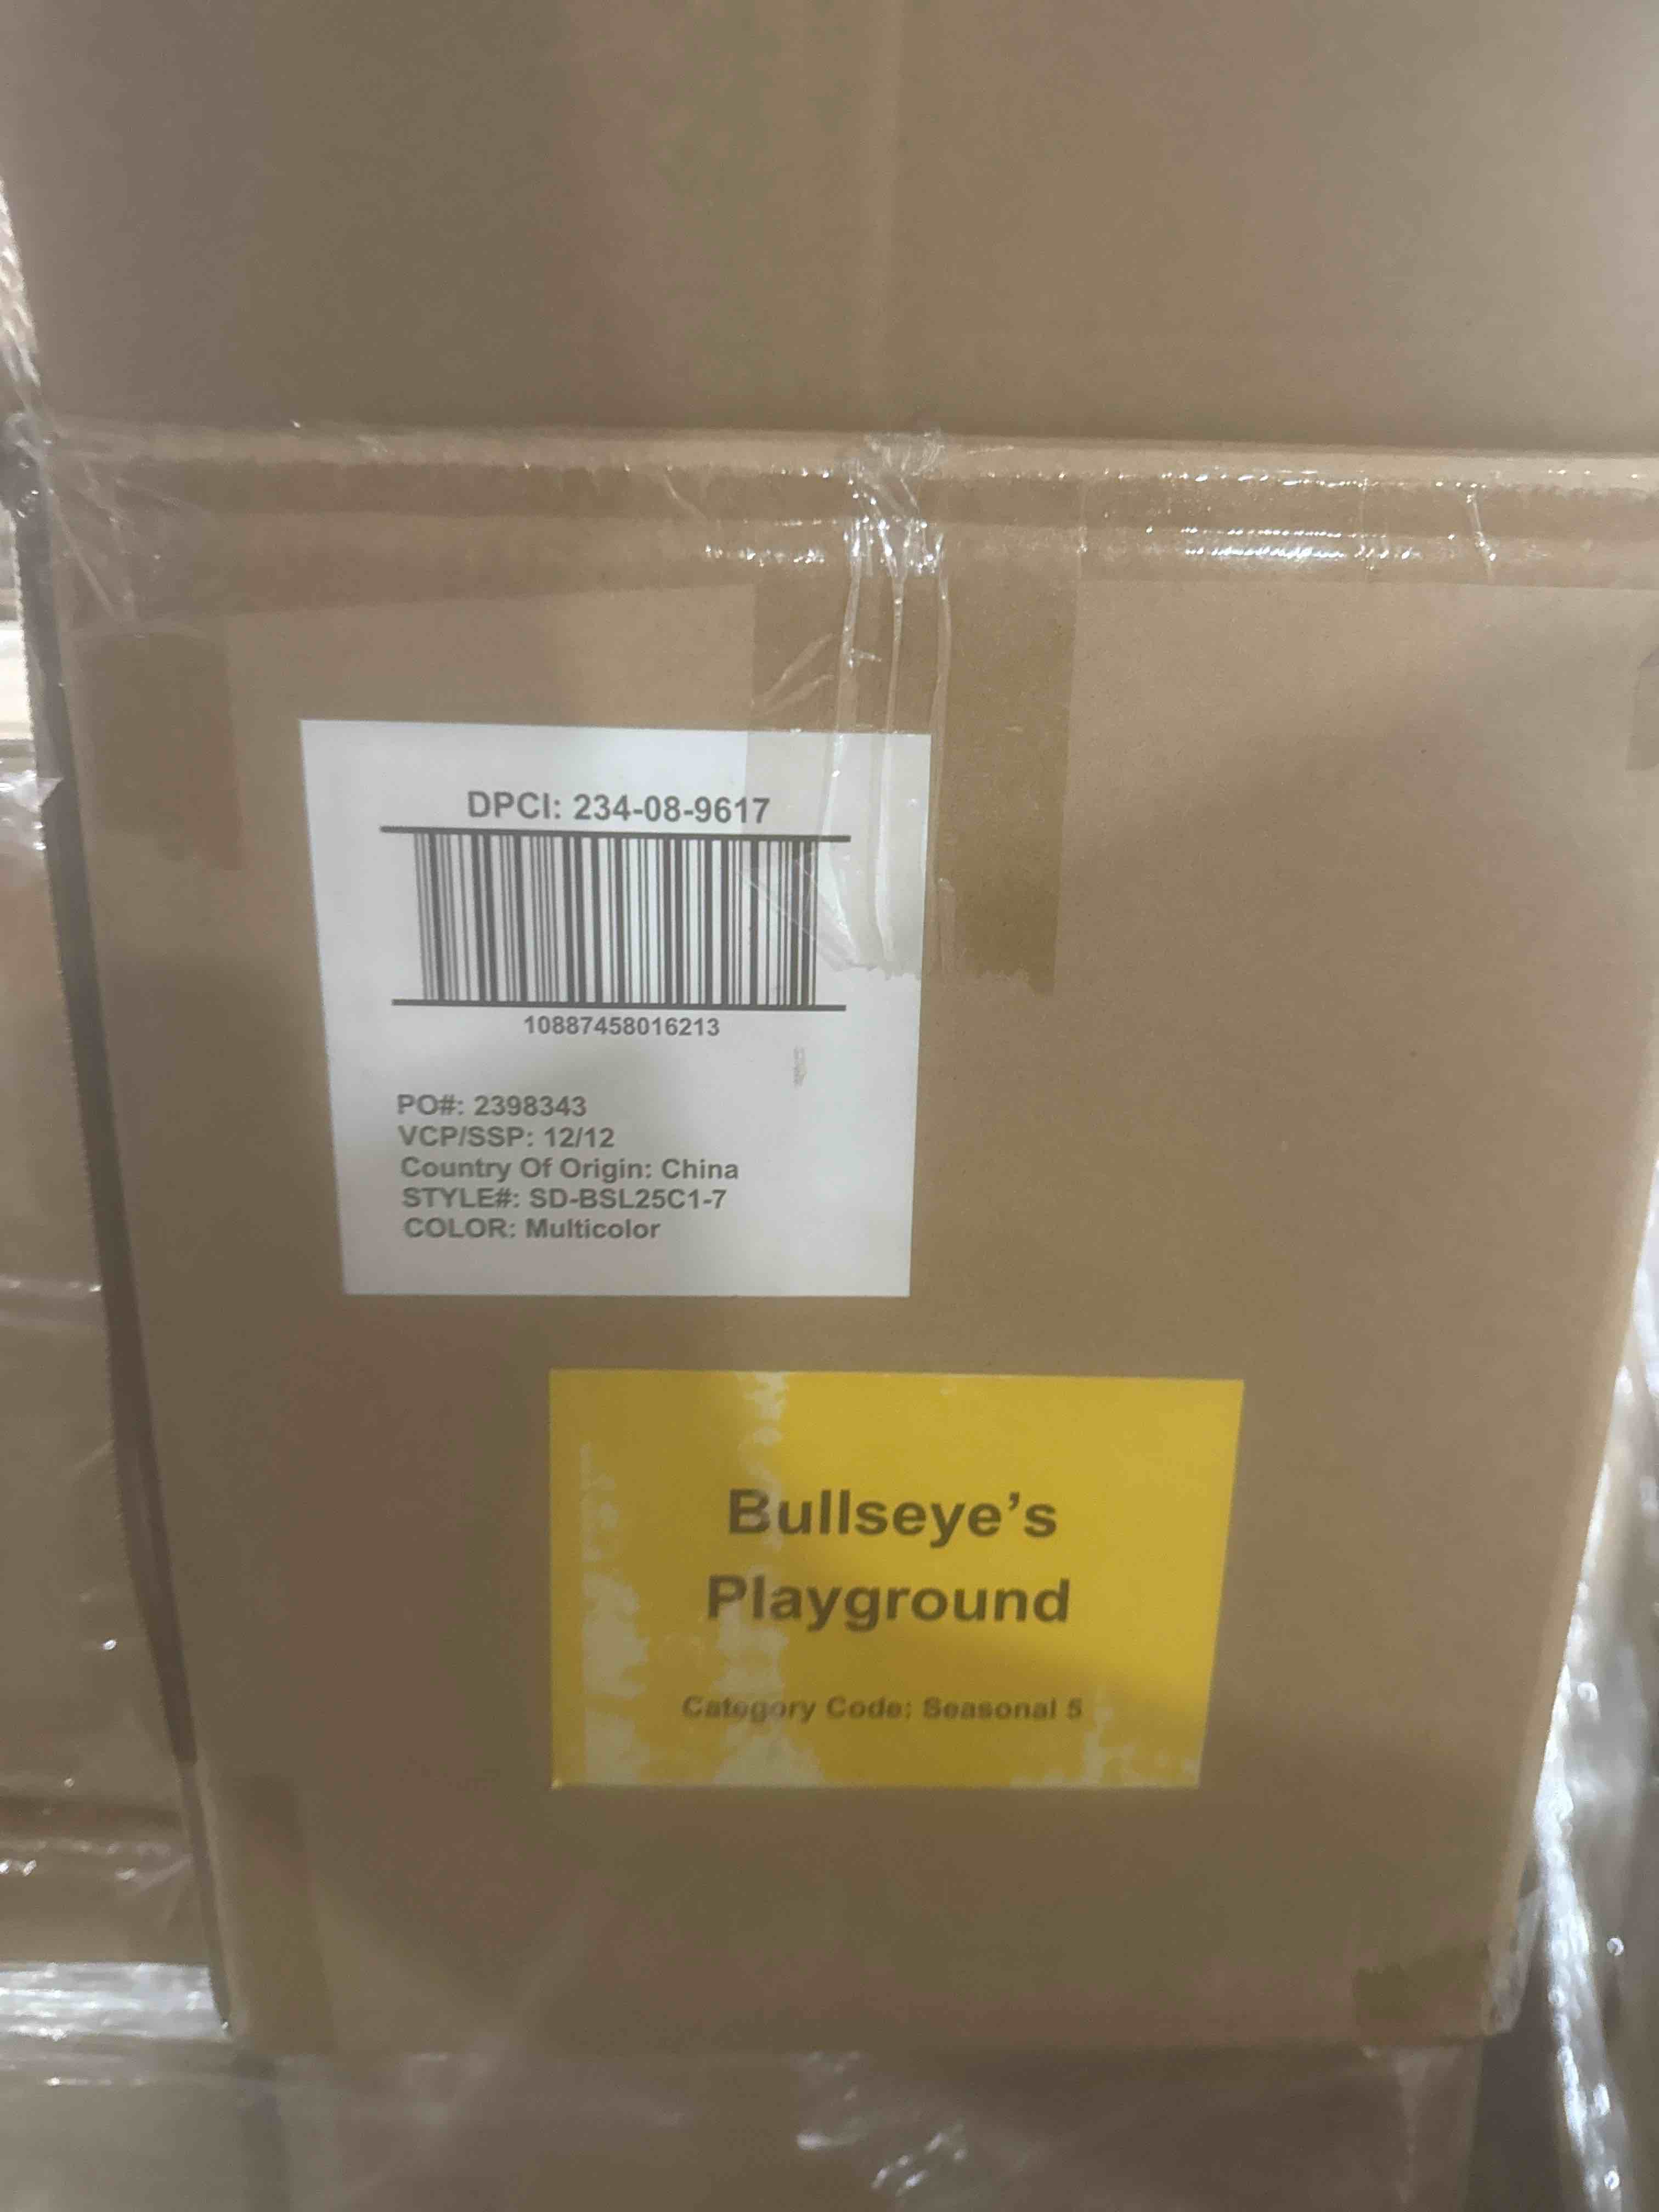 DPCI: 234-08-9617
10887458016213
PO#: 2398343
VCP/SSP: 12/12
Country Of Origin: China
STYLE#: SD-BSL25C1-7
COLOR: Multicolor
Bullseye’s
Playground
Category Code: Seasonal 5